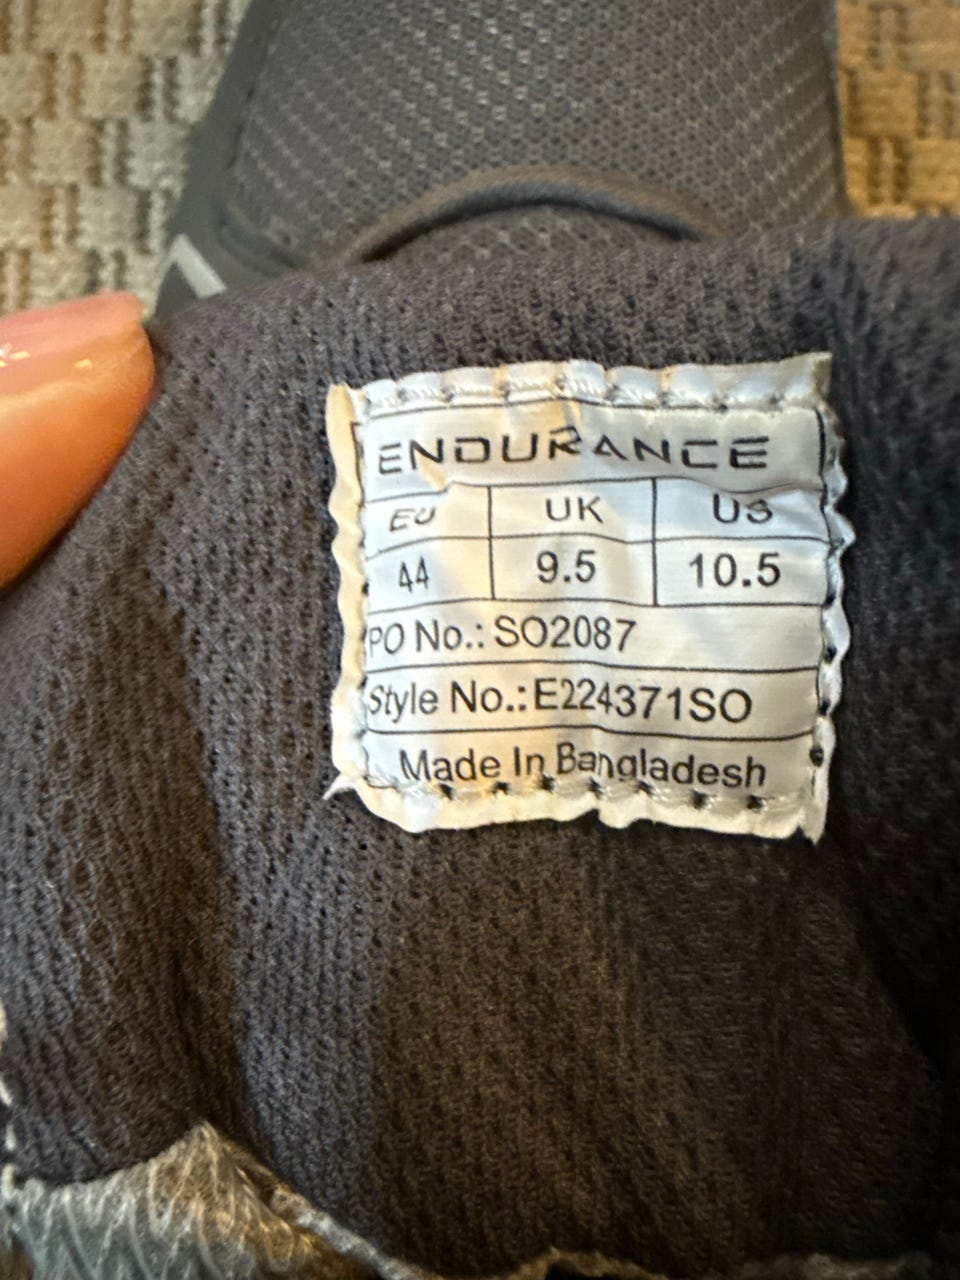 ENDURANCE
EU UK US
44 9.5 10.5
PO No.: SO2087
Style No.:E224371SO
Made In Bangladesh